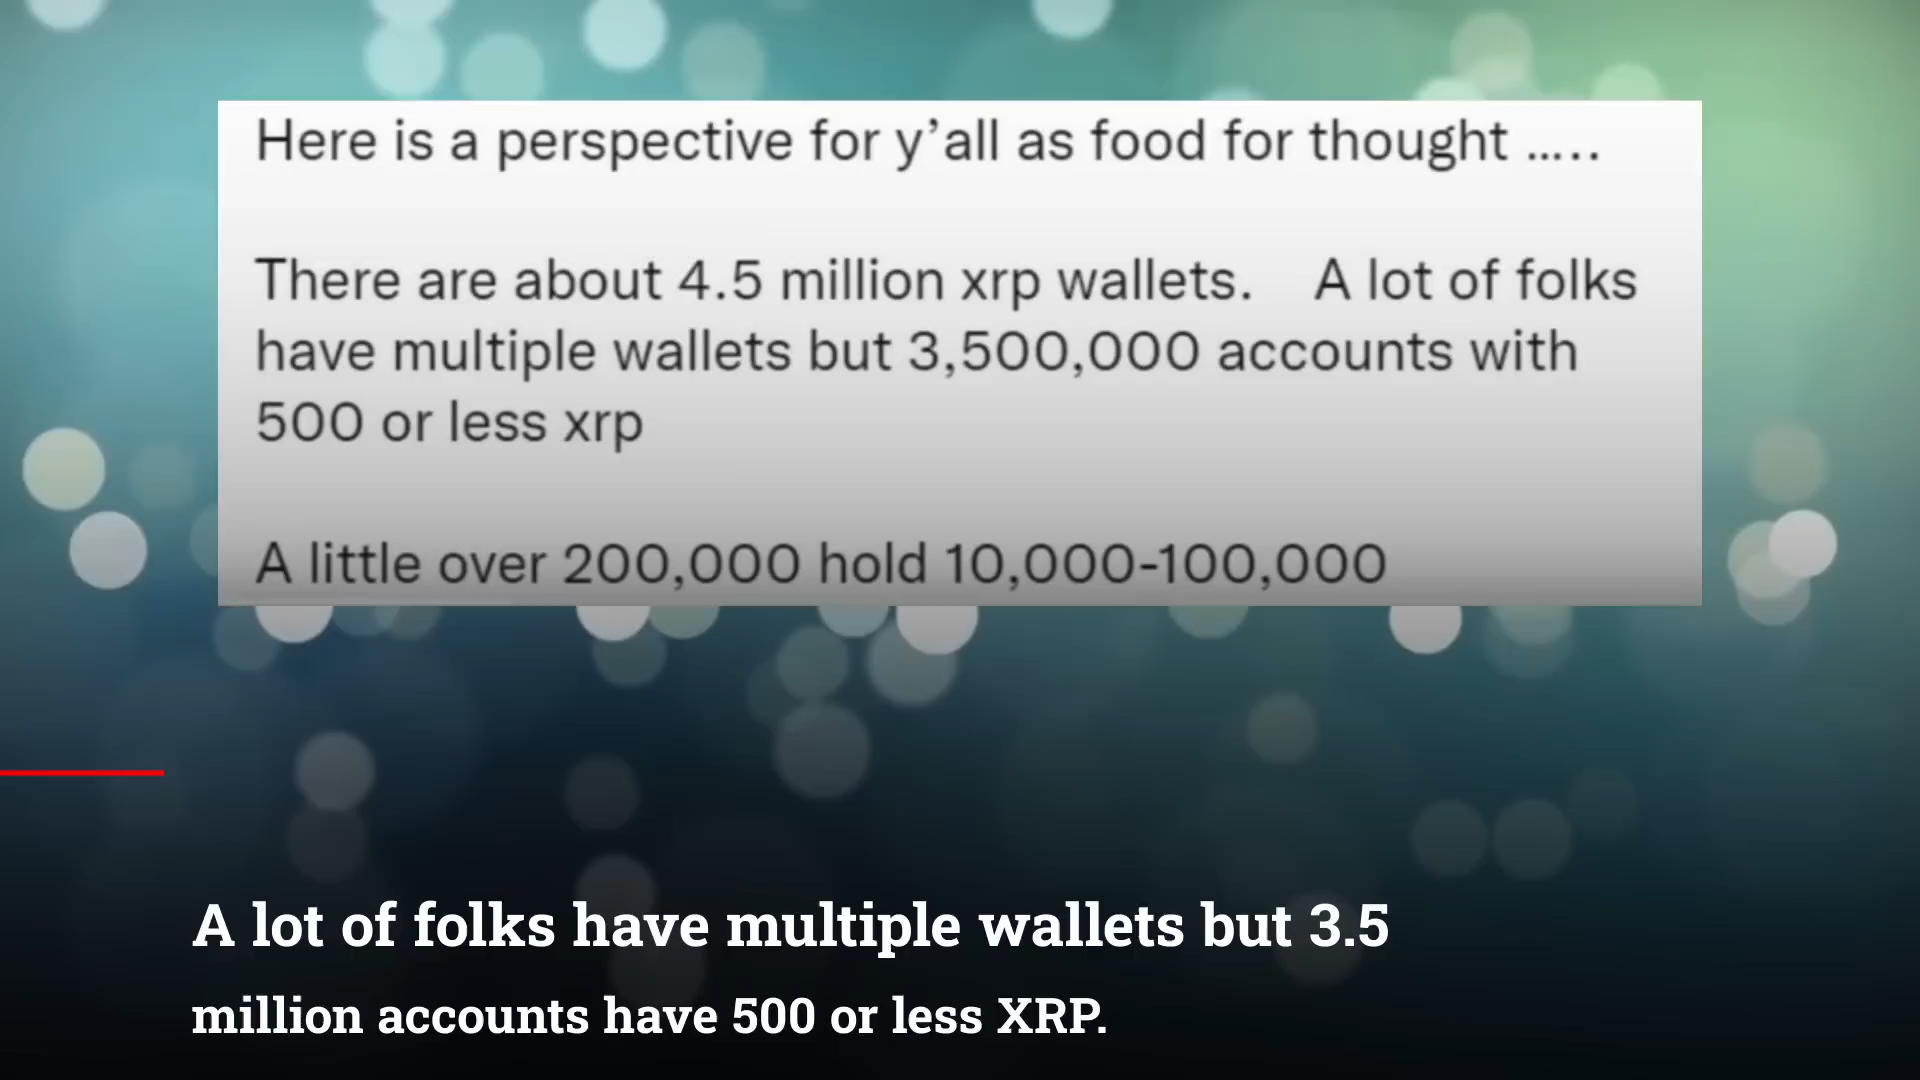 Here is a perspective for y’all as food for thought .....
There are about 4.5 million xrp wallets. A lot of folks
have multiple wallets but 3,500,000 accounts with
500 or less xrp
A little over 200,000 hold 10,000-100,000
A lot of folks have multiple wallets but 3.5
million accounts have 500 or less XRP.